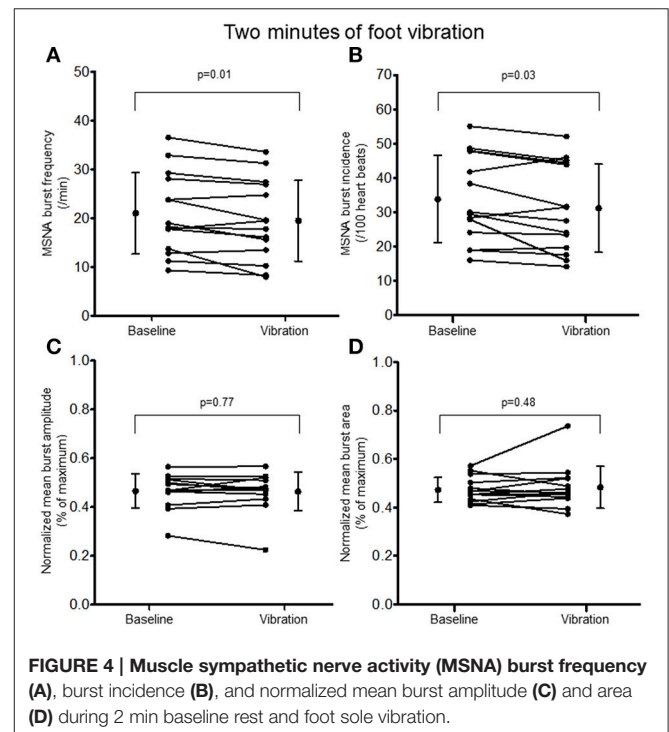 Two minutes of foot vibration
A
p=0.01
MSNA burst frequency
(/min)
50
40
30
20
10
0
Baseline
Vibration
B
p=0.03
MSNA burst incidence
(/100 heart beats)
70
60
50
40
30
20
10
0
Baseline
Vibration
C
p=0.77
Normalized mean burst amplitude
(% of maximum)
1.0
0.8
0.6
0.4
0.2
0.0
Baseline
Vibration
D
p=0.48
Normalized mean burst area
(% of maximum)
1.0
0.8
0.6
0.4
0.2
0.0
Baseline
Vibration
FIGURE 4 | Muscle sympathetic nerve activity (MSNA) burst frequency
(A), burst incidence (B), and normalized mean burst amplitude (C) and area
(D) during 2 min baseline rest and foot sole vibration.